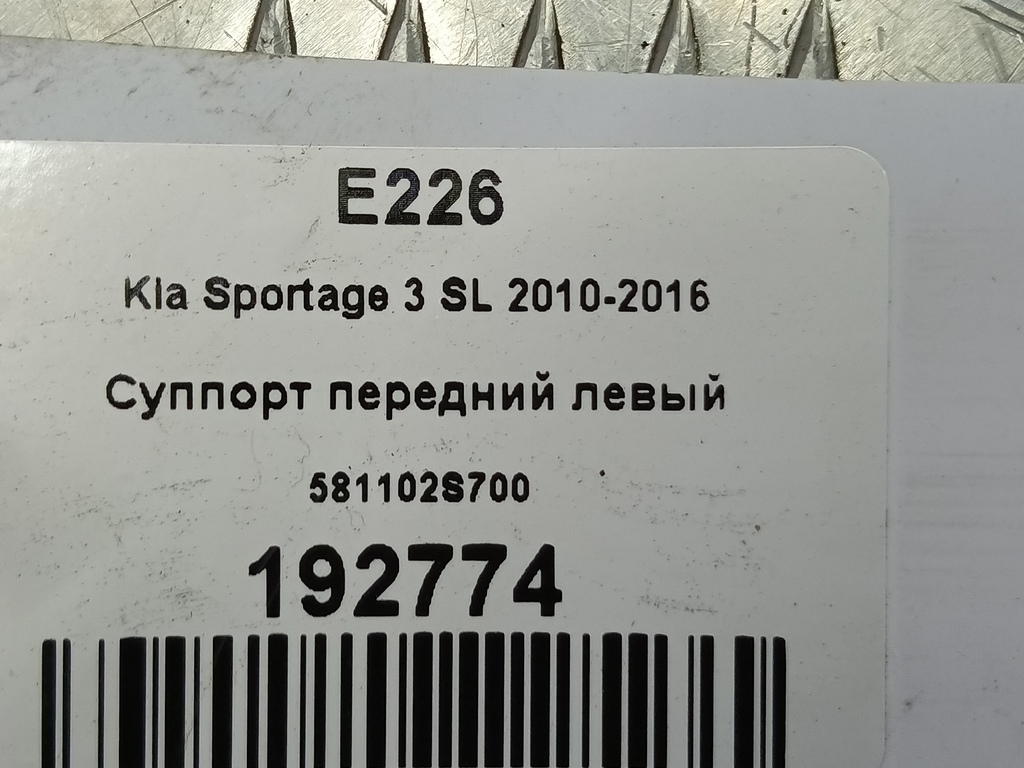 E226
Kia Sportage 3 SL 2010-2016
Суппорт передний левый
581102S700
192774